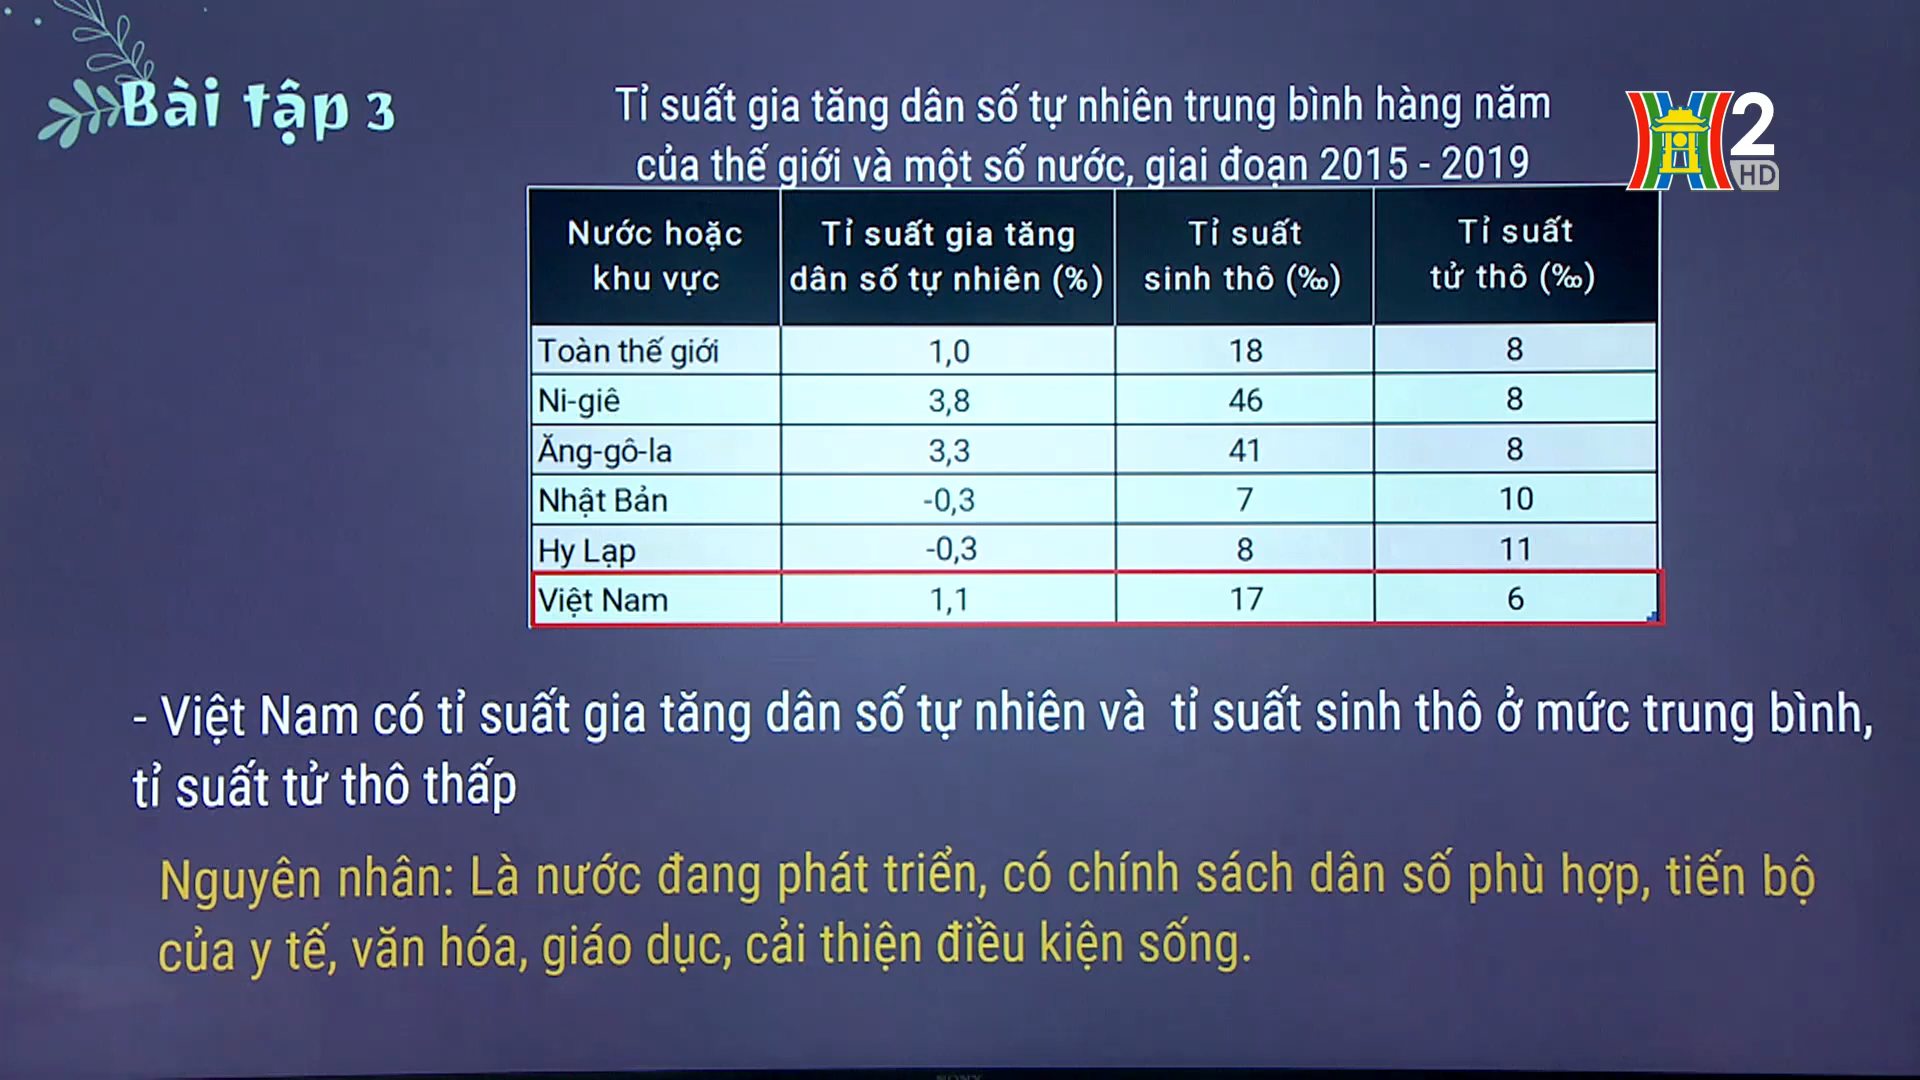 Bài tập 3
Tỉ suất gia tăng dân số tự nhiên trung bình hàng năm
của thế giới và một số nước, giai đoạn 2015 - 2019
2
HD
Nước hoặc khu vực | Tỉ suất gia tăng dân số tự nhiên (%) | Tỉ suất sinh thô (‰) | Tỉ suất tử thô (‰)
Toàn thế giới 1,0 18 8
Ni-giê 3,8 46 8
Ăng-gô-la 3,3 41 8
Nhật Bản -0,3 7 10
Hy Lạp -0,3 8 11
Việt Nam 1,1 17 6
- Việt Nam có tỉ suất gia tăng dân số tự nhiên và tỉ suất sinh thô ở mức trung bình,
tỉ suất tử thô thấp
Nguyên nhân: Là nước đang phát triển, có chính sách dân số phù hợp, tiến bộ
của y tế, văn hóa, giáo dục, cải thiện điều kiện sống.
SONY